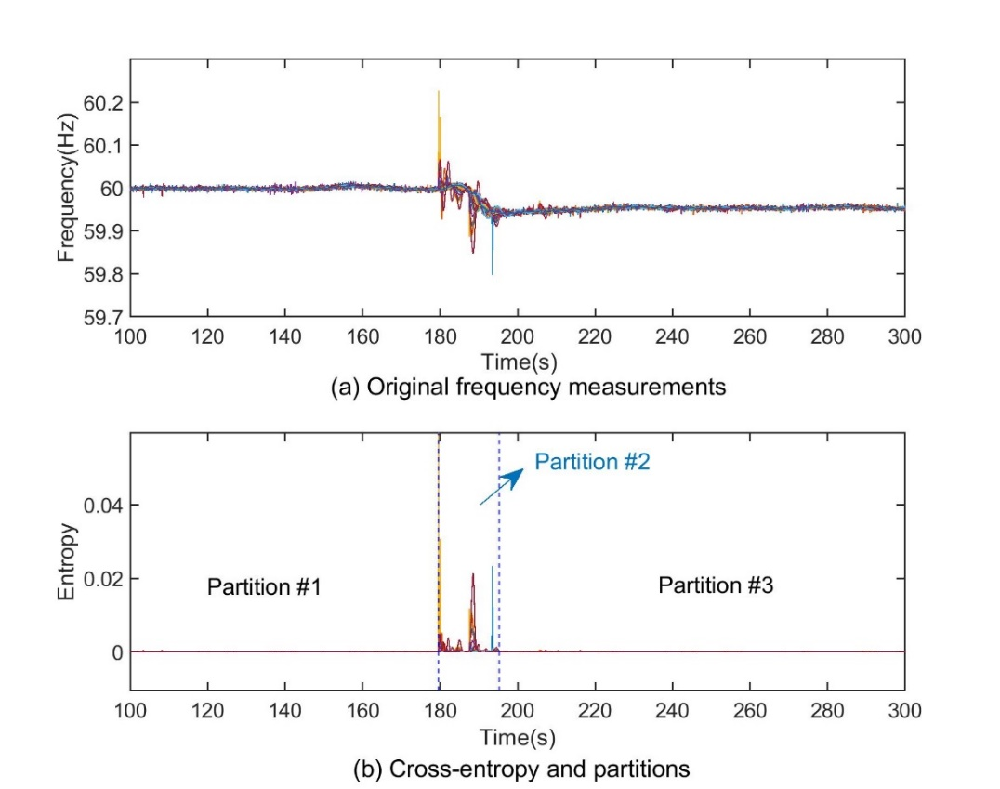 60.2
60.1
60
59.9
59.8
59.7
Frequency(Hz)
100 120 140 160 180 200 220 240 260 280 300
Time(s)
(a) Original frequency measurements
0.04
0.02
0
Entropy
Partition #2
Partition #1
Partition #3
100 120 140 160 180 200 220 240 260 280 300
Time(s)
(b) Cross-entropy and partitions